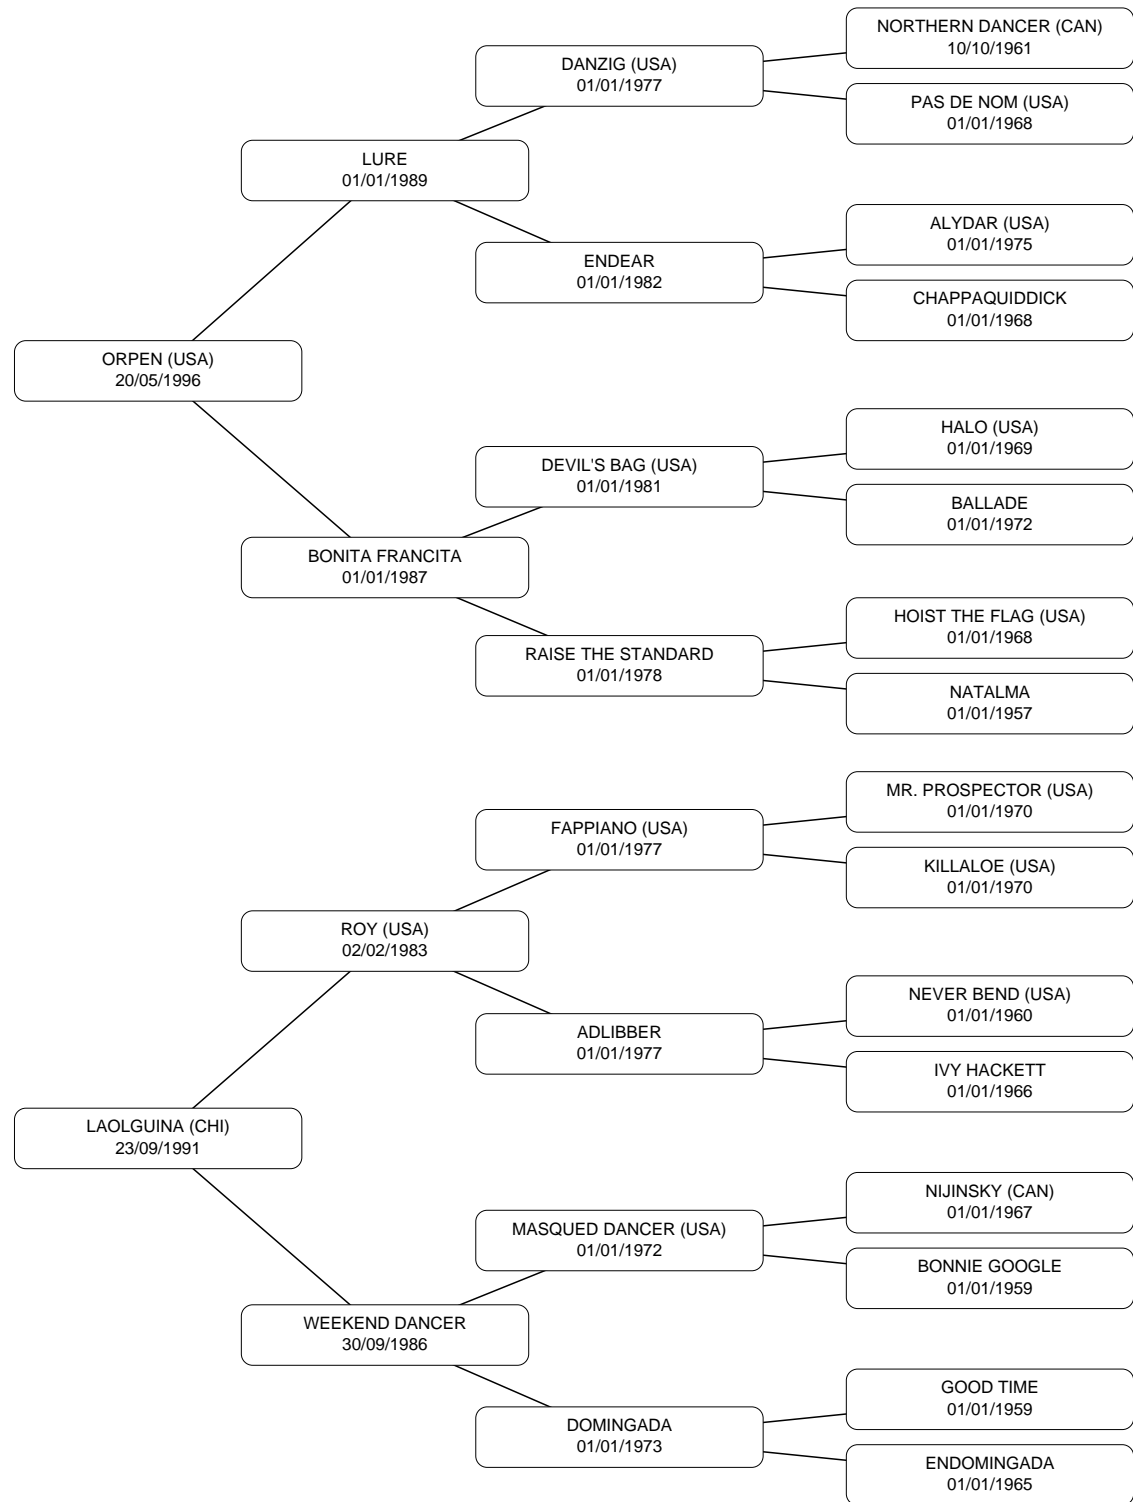 NORTHERN DANCER (CAN)
10/10/1961
DANZIG (USA)
01/01/1977
PAS DE NOM (USA)
01/01/1968
LURE
01/01/1989
ALYDAR (USA)
01/01/1975
ENDEAR
01/01/1982
CHAPPAQUIDDICK
01/01/1968
ORPEN (USA)
20/05/1996
HALO (USA)
01/01/1969
DEVIL'S BAG (USA)
01/01/1981
BALLADE
01/01/1972
BONITA FRANCITA
01/01/1987
HOIST THE FLAG (USA)
01/01/1968
RAISE THE STANDARD
01/01/1978
NATALMA
01/01/1957
MR. PROSPECTOR (USA)
01/01/1970
FAPPIANO (USA)
01/01/1977
KILLALOE (USA)
01/01/1970
ROY (USA)
02/02/1983
NEVER BEND (USA)
01/01/1960
ADLIBBER
01/01/1977
IVY HACKETT
01/01/1966
LAOLGUINA (CHI)
23/09/1991
NIJINSKY (CAN)
01/01/1967
MASQUED DANCER (USA)
01/01/1972
BONNIE GOOGLE
01/01/1959
WEEKEND DANCER
30/09/1986
GOOD TIME
01/01/1959
DOMINGADA
01/01/1973
ENDOMINGADA
01/01/1965